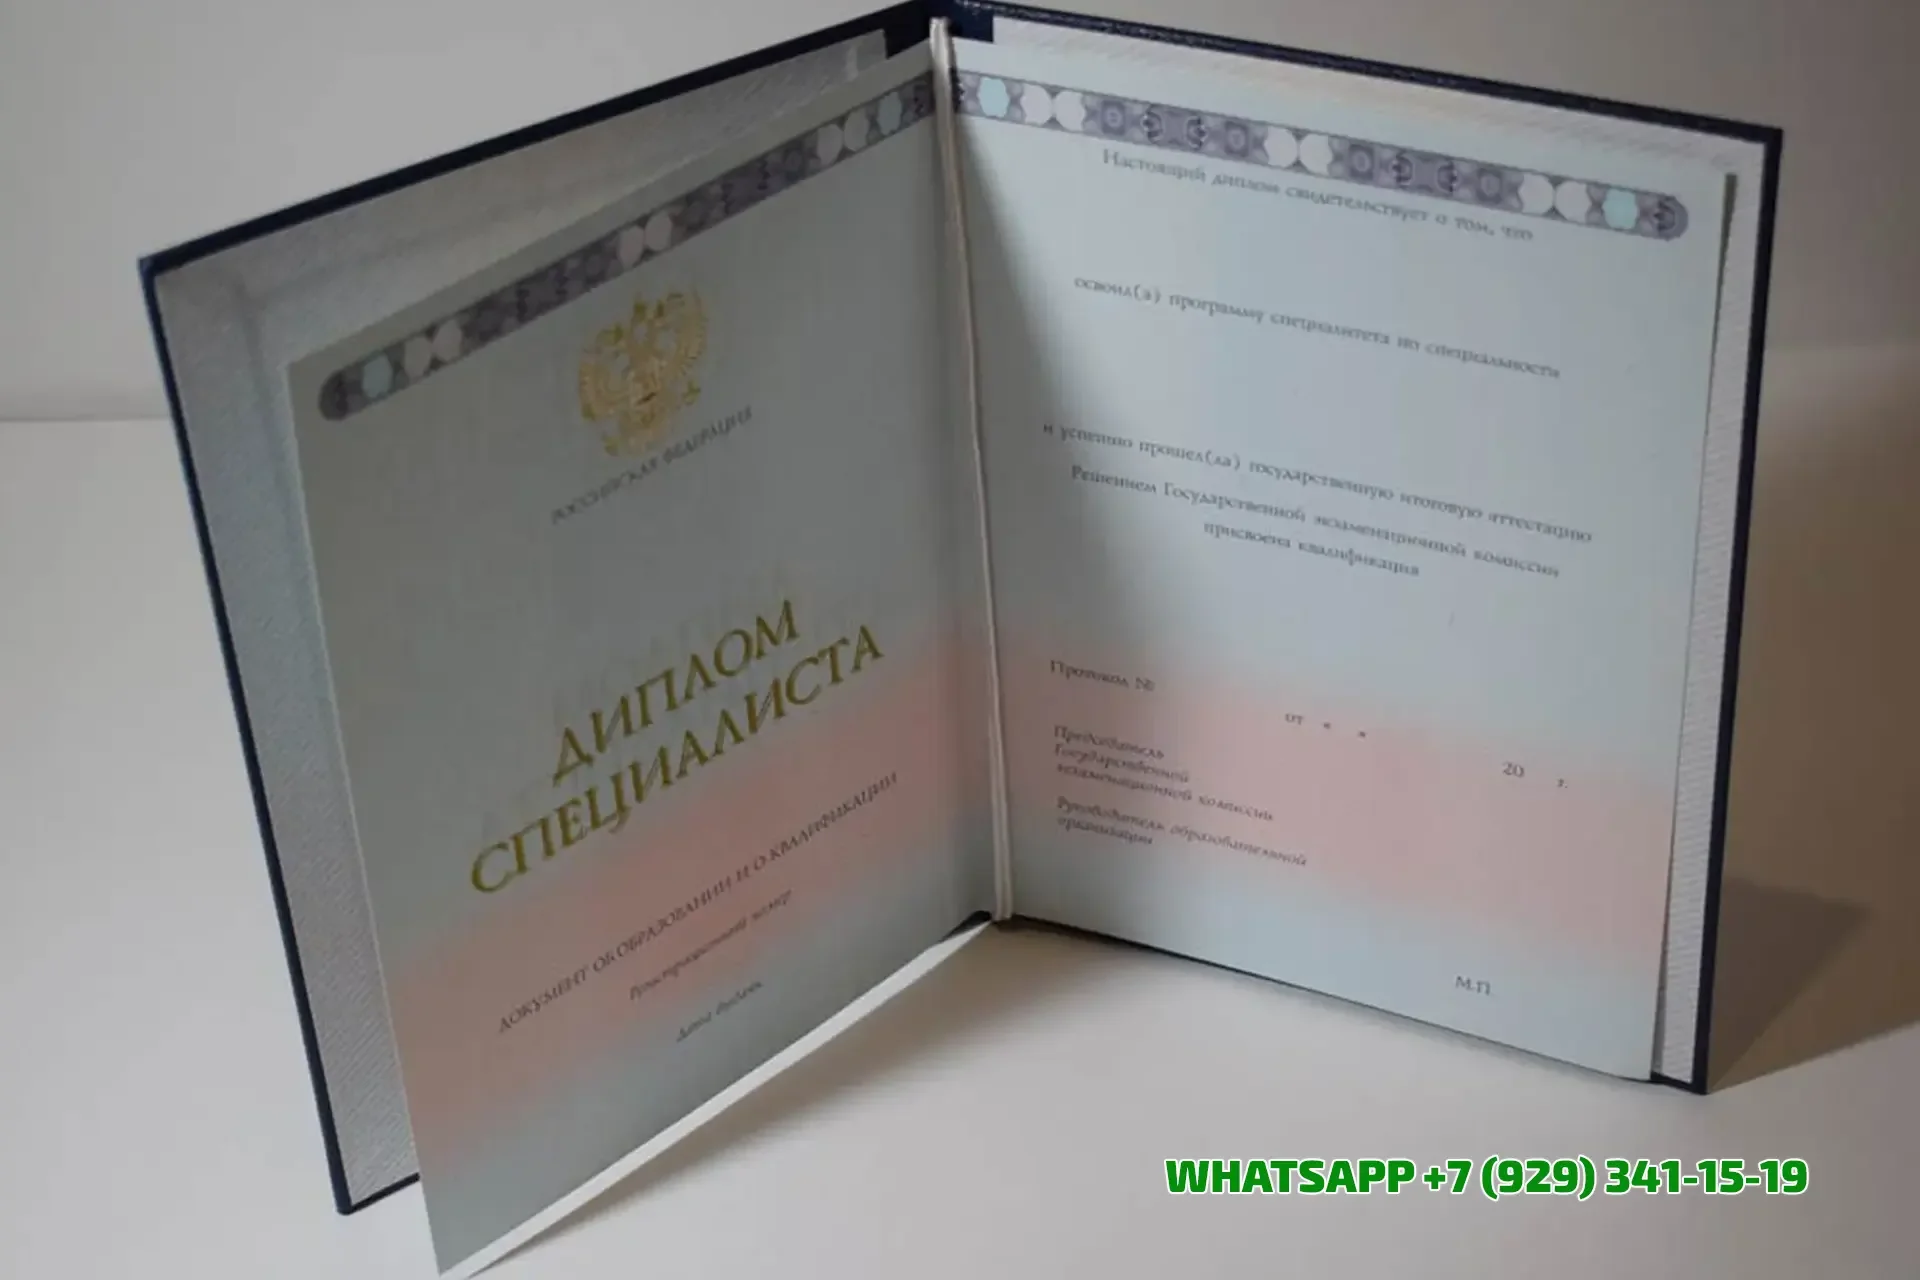 РОССИЙСКАЯ ФЕДЕРАЦИЯ
ДИПЛОМ
СПЕЦИАЛИСТА
ДОКУМЕНТ ОБ ОБРАЗОВАНИИ И О КВАЛИФИКАЦИИ
Регистрационный номер
Дата выдачи
Настоящий диплом свидетельствует о том, что
освоил(а) программу специалитета по специальности
и успешно прошел(ла) государственную итоговую аттестацию
Решением Государственной экзаменационной комиссии
присвоена квалификация
Протокол №
от « »
20 г.
Председатель
Государственной
экзаменационной комиссии
Руководитель образовательной
организации
М.П.
WHATSAPP +7 (929) 341-15-19